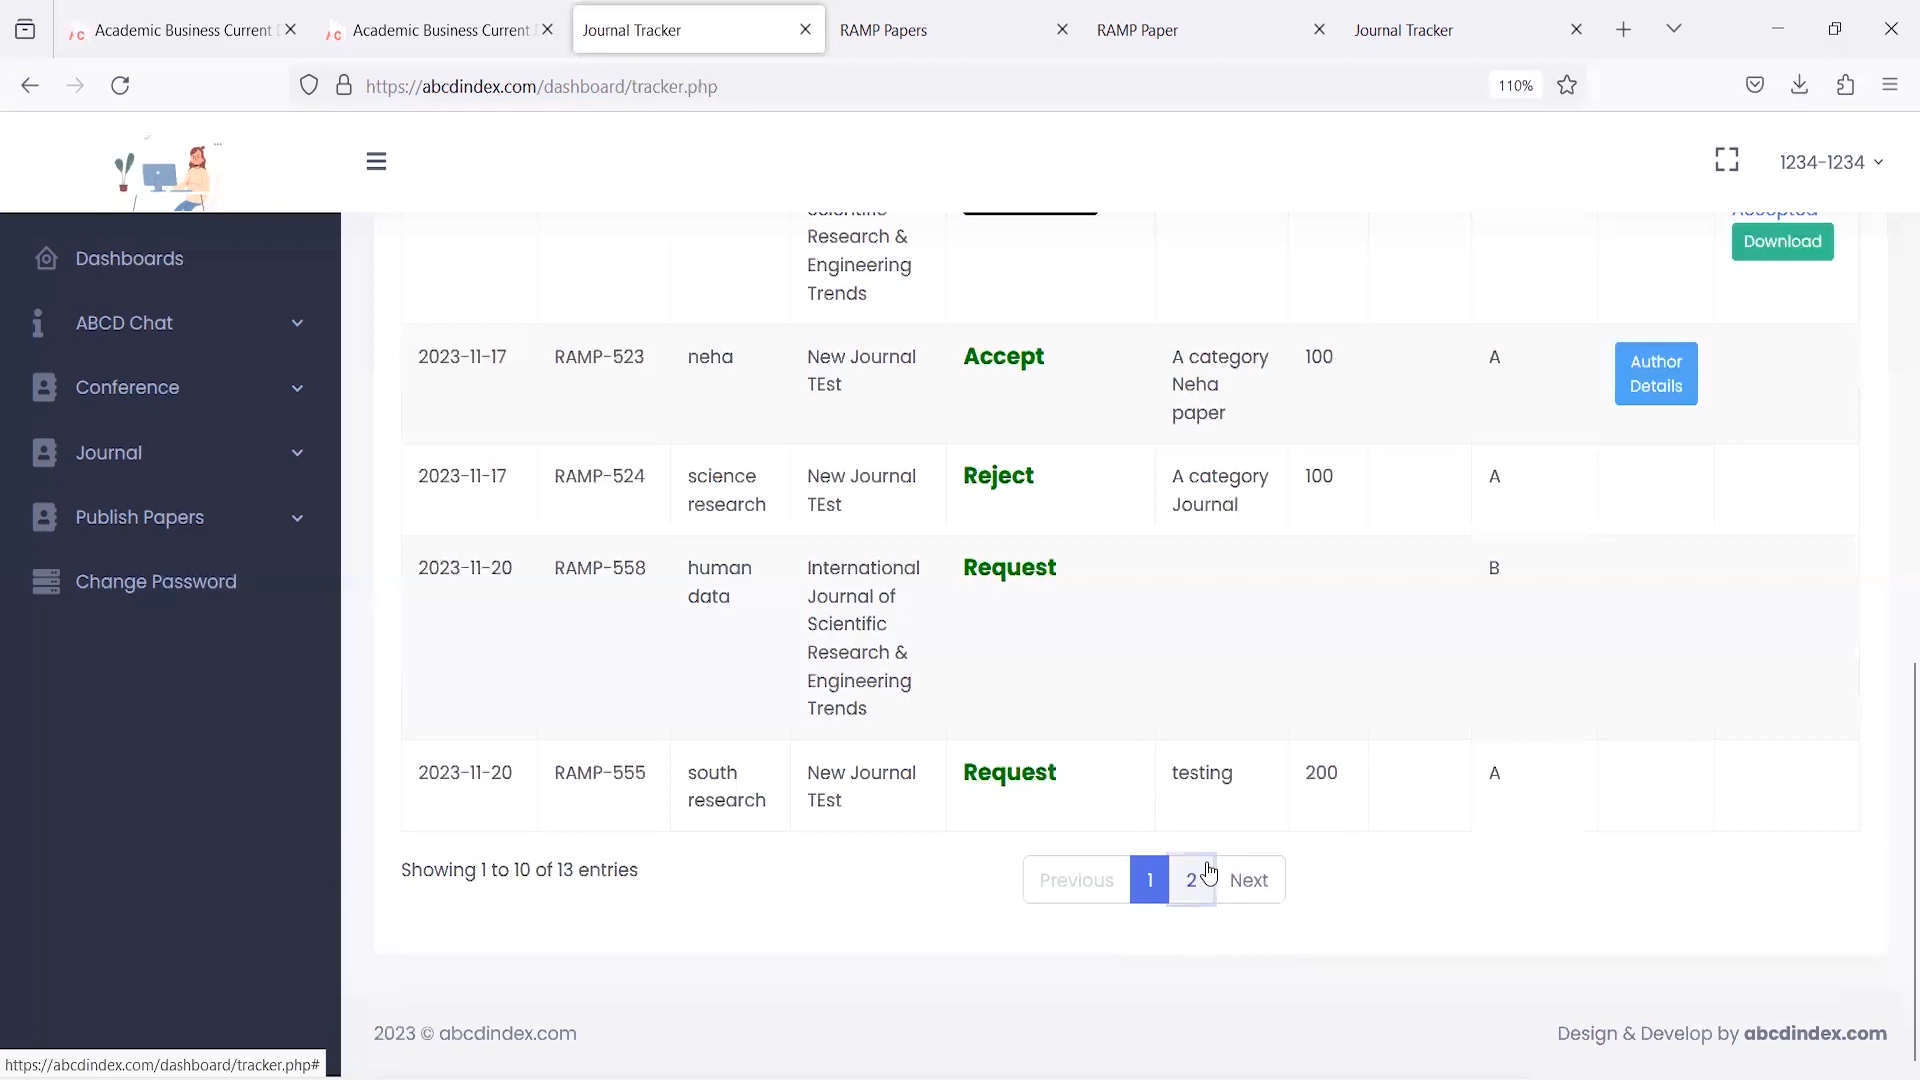 Academic Business Current
Academic Business Current
Journal Tracker
RAMP Papers
RAMP Paper
Journal Tracker
https://abcdindex.com/dashboard/tracker.php
110%
1234-1234
Dashboards
ABCD Chat
Conference
Journal
Publish Papers
Change Password
Scientific
Research &
Engineering
Trends
Accepted
Download
2023-11-17
RAMP-523
neha
New Journal
TEst
Accept
A category
Neha
paper
100
A
Author
Details
2023-11-17
RAMP-524
science
research
New Journal
TEst
Reject
A category
Journal
100
A
2023-11-20
RAMP-558
human
data
International
Journal of
Scientific
Research &
Engineering
Trends
Request
B
2023-11-20
RAMP-555
south
research
New Journal
TEst
Request
testing
200
A
Showing 1 to 10 of 13 entries
Previous
1
2
Next
2023 © abcdindex.com
Design & Develop by abcdindex.com
https://abcdindex.com/dashboard/tracker.php#